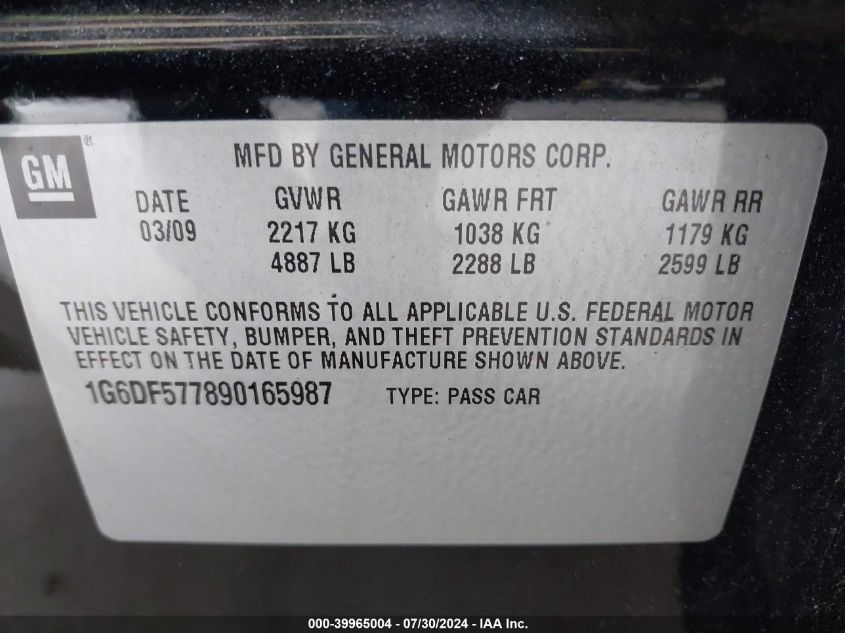 GM® MFD BY GENERAL MOTORS CORP.
DATE GVWR GAWR FRT GAWR RR
03/09 2217 KG 1038 KG 1179 KG
4887 LB 2288 LB 2599 LB
THIS VEHICLE CONFORMS TO ALL APPLICABLE U.S. FEDERAL MOTOR
VEHICLE SAFETY, BUMPER, AND THEFT PREVENTION STANDARDS IN
EFFECT ON THE DATE OF MANUFACTURE SHOWN ABOVE.
1G6DF577890165987 TYPE: PASS CAR
000-39965004 / 07/30/2024 - IAA Inc.